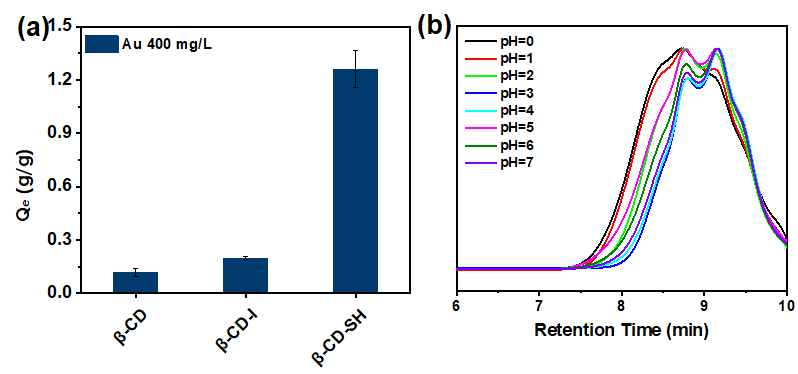 (a)
Au 400 mg/L
1.5
1.2
0.9
0.6
0.3
0.0
Qe (g/g)
β-CD
β-CD-I
β-CD-SH
(b)
pH=0
pH=1
pH=2
pH=3
pH=4
pH=5
pH=6
pH=7
6
7
8
9
10
Retention Time (min)